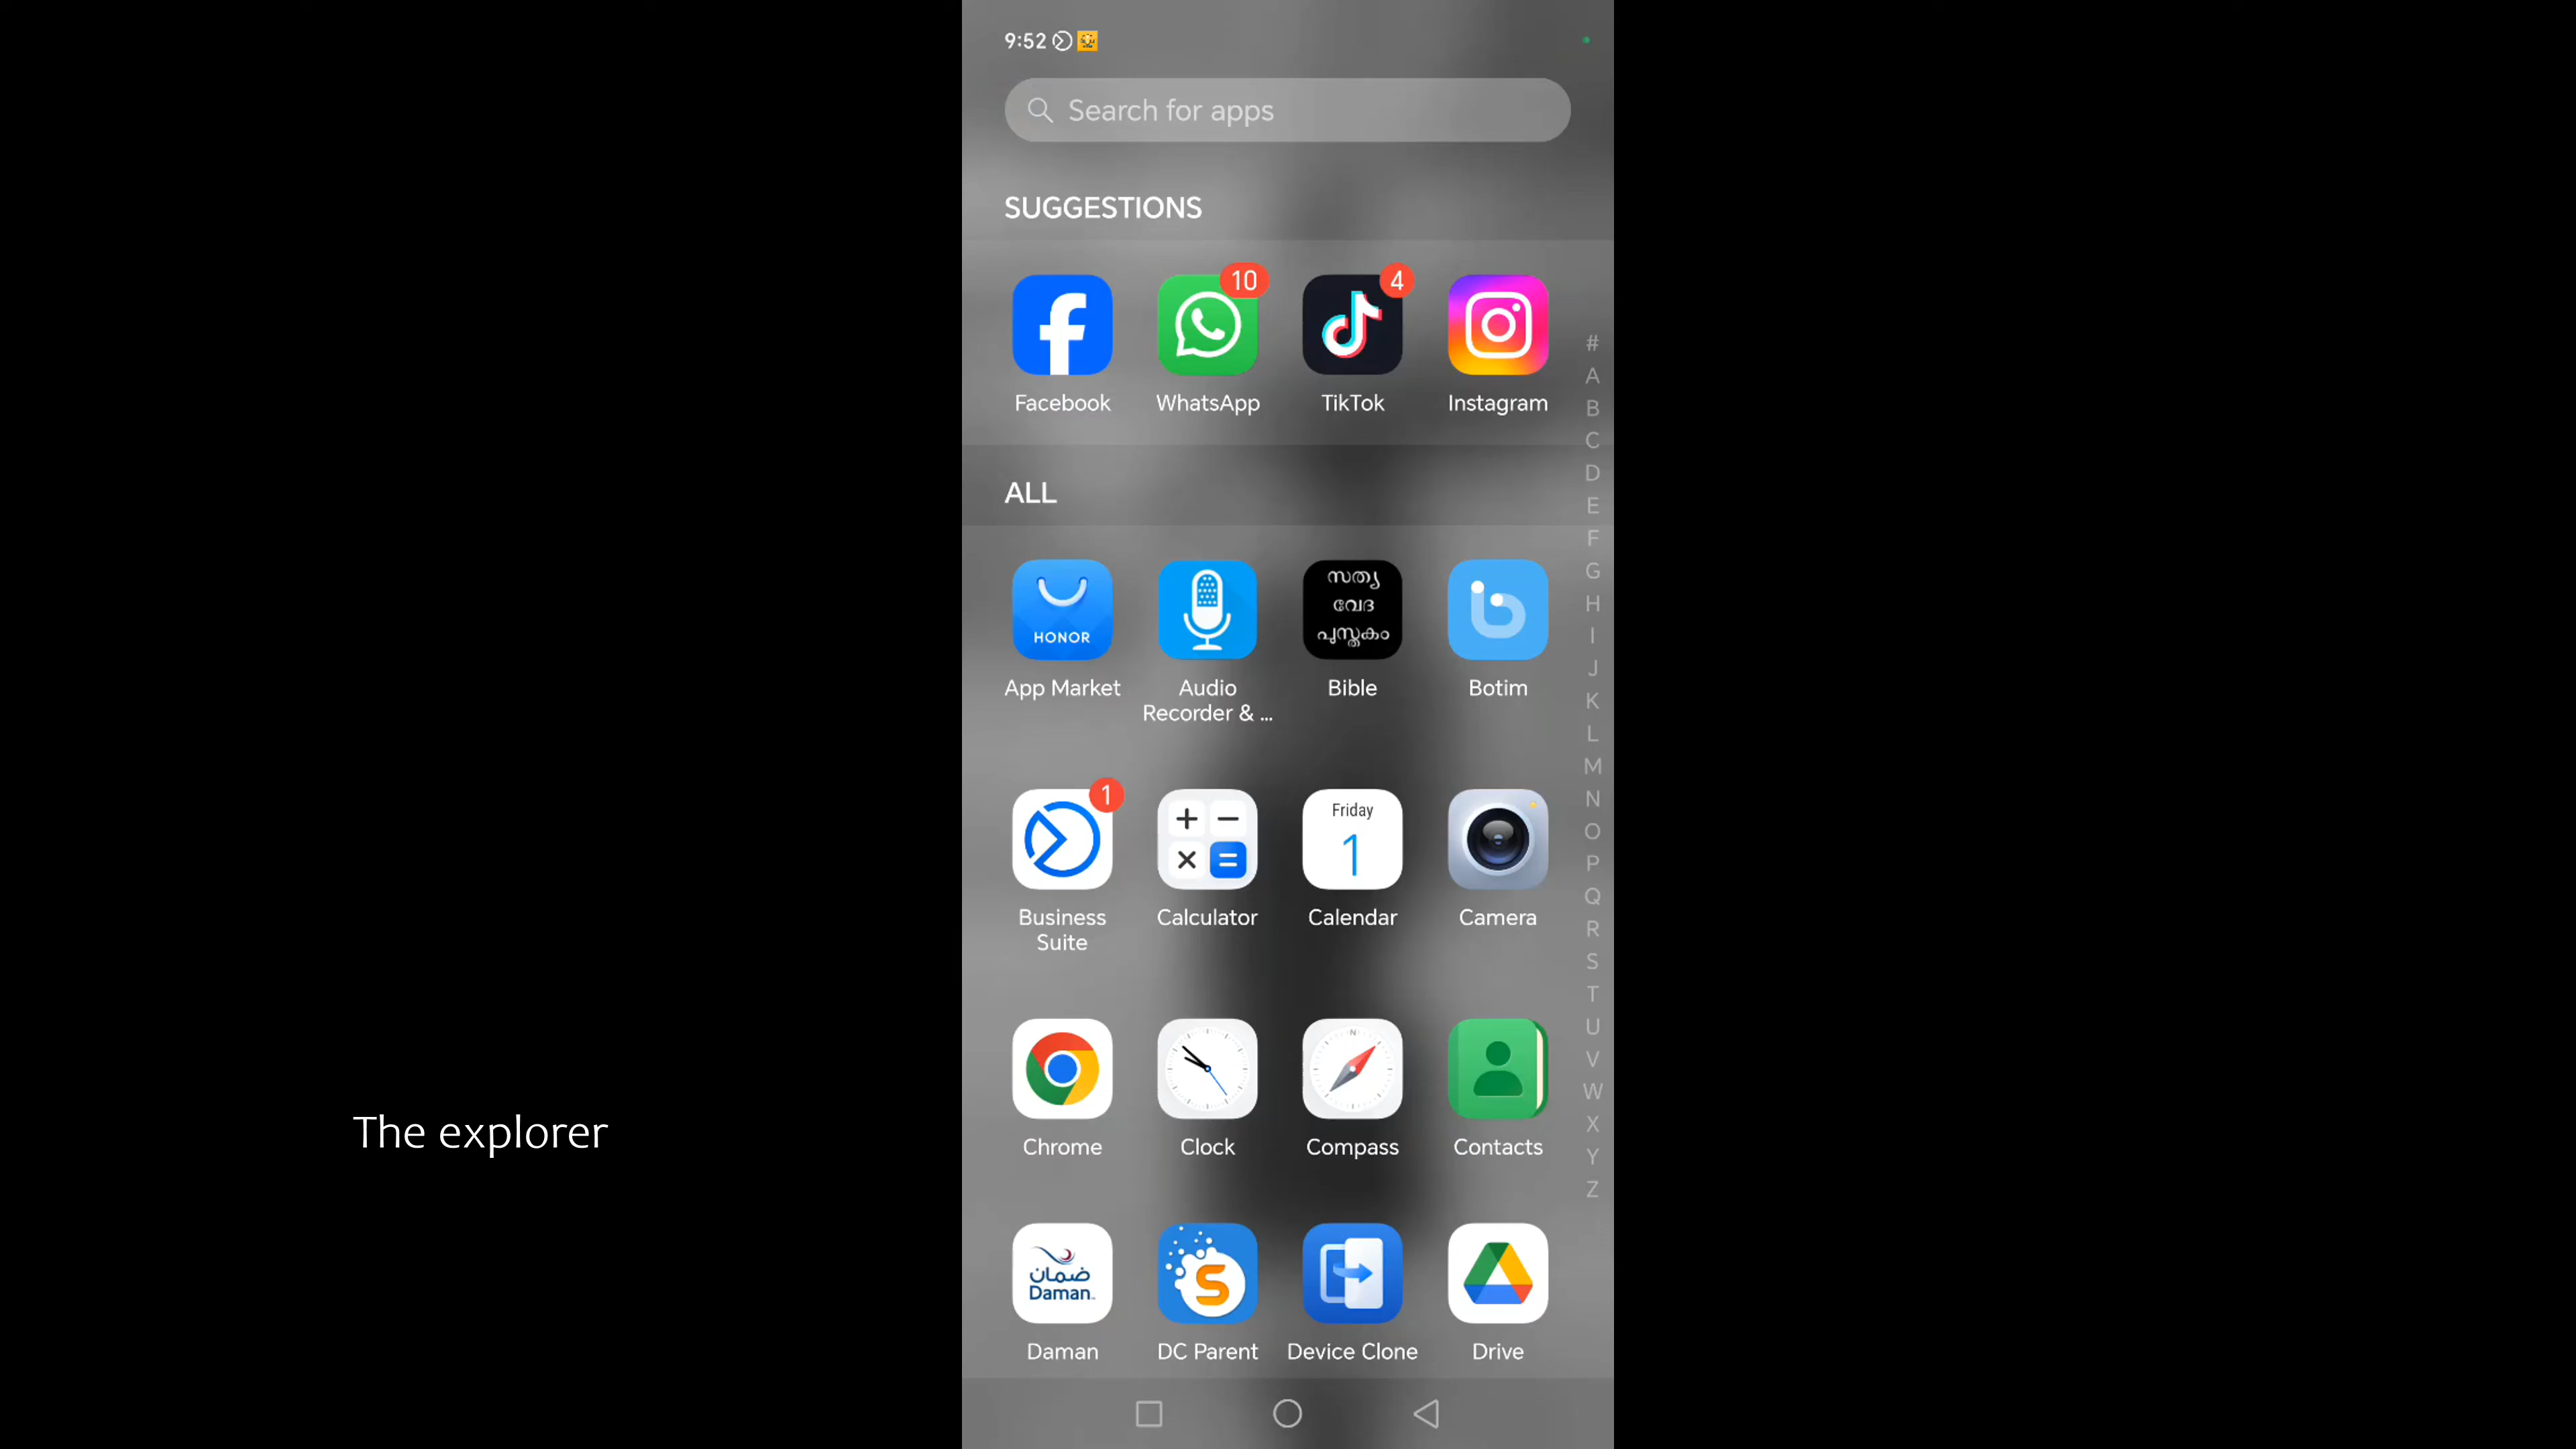 9:52
Search for apps
SUGGESTIONS
10
4
Facebook WhatsApp TikTok Instagram
ALL
HONOR
സത്യ
വേദ
പുസ്തകം
App Market Audio Recorder & ... Bible Botim
1
Friday
1
Business Suite Calculator Calendar Camera
N
Chrome Clock Compass Contacts
ضمان
Daman
S
Daman DC Parent Device Clone Drive
#
A
B
C
D
E
F
G
H
I
J
K
L
M
N
O
P
Q
R
S
T
U
V
W
X
Y
Z
The explorer